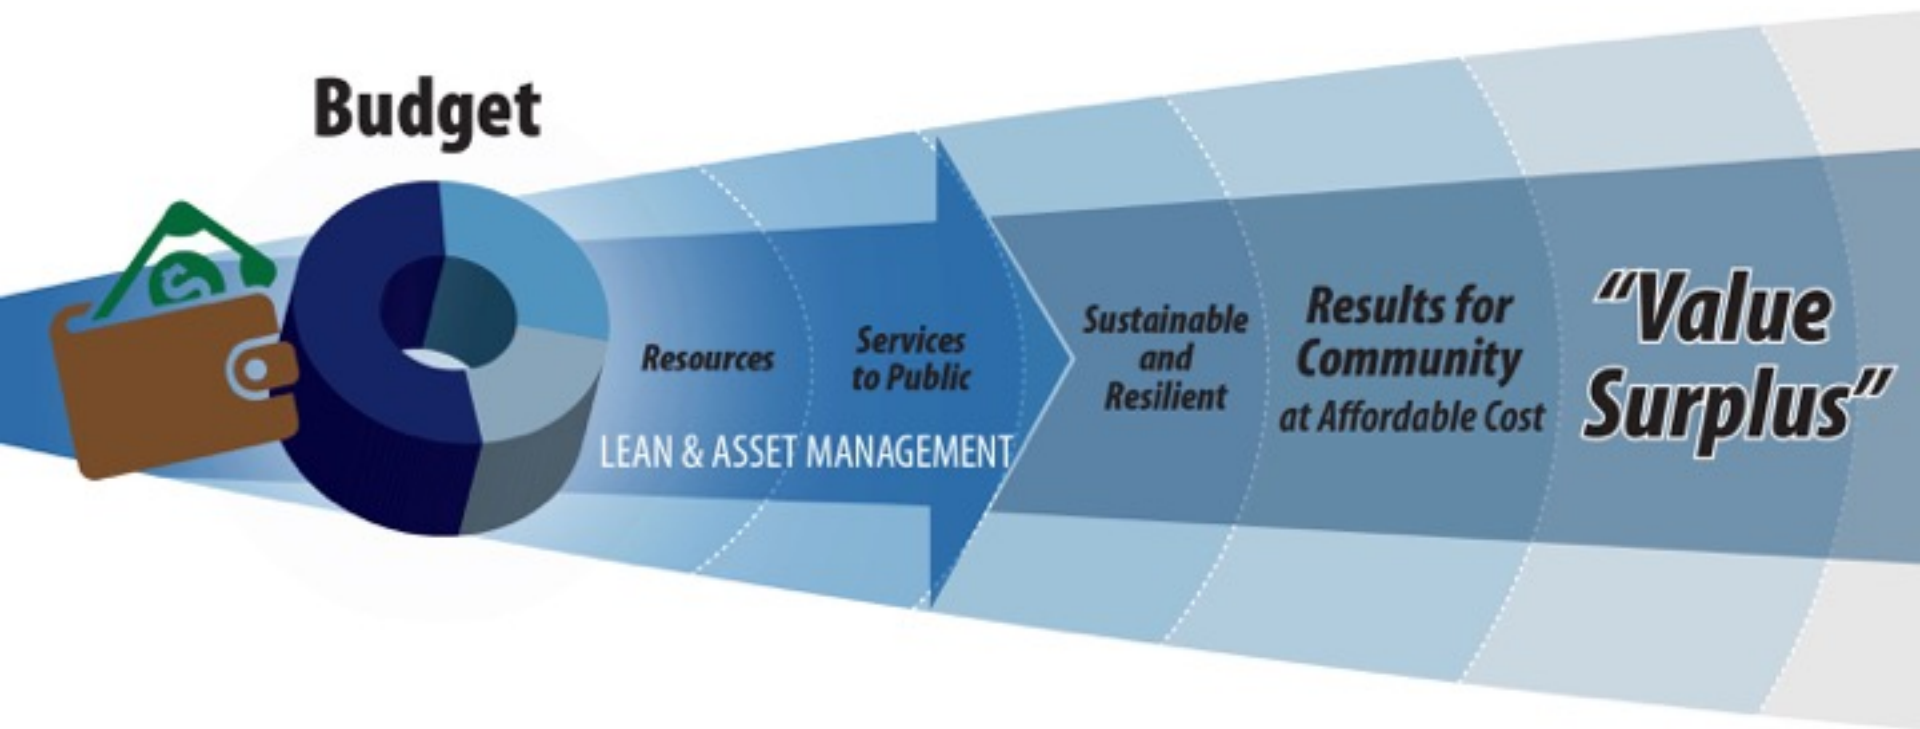 Budget
Resources
Services
to Public
LEAN & ASSET MANAGEMENT
Sustainable
and
Resilient
Results for
Community
at Affordable Cost
“Value
Surplus”
$